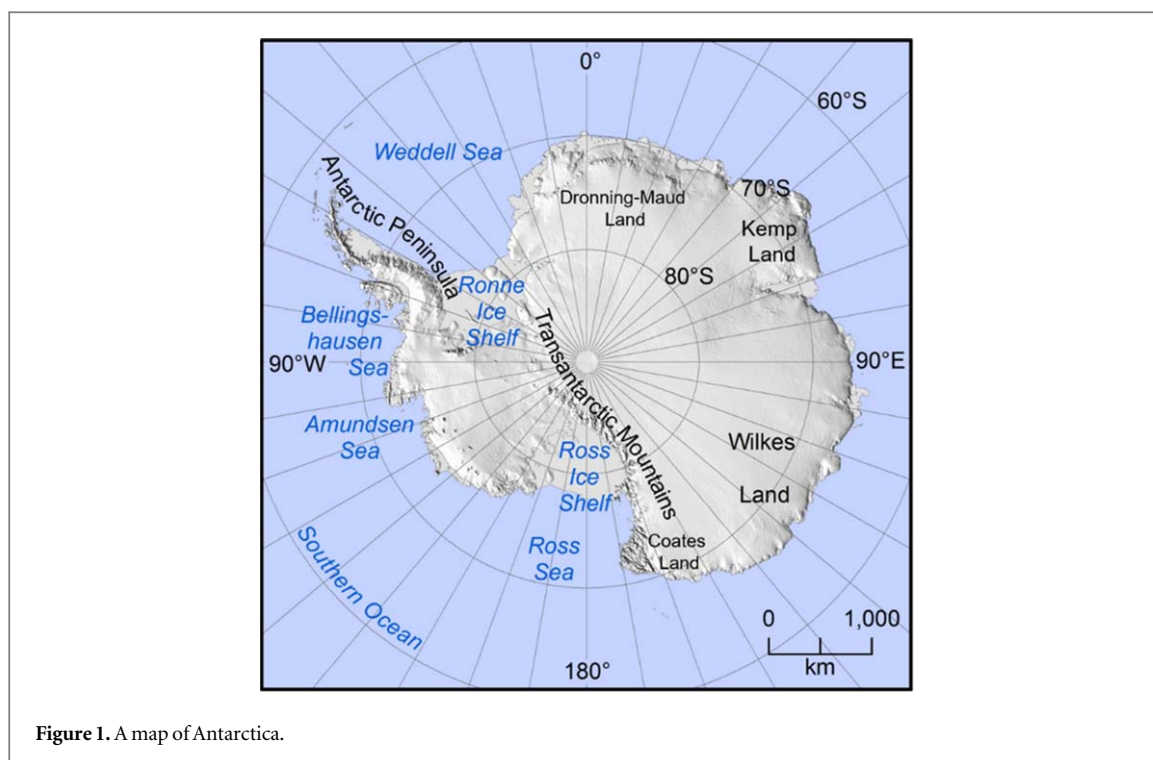 0°
60°S
Weddell Sea
Antarctic Peninsula
70°S
Dronning-Maud
Land
Kemp
Land
80°S
Ronne
Ice
Shelf
Bellings-
hausen
Sea
Transantarctic Mountains
90°W
90°E
Amundsen
Sea
Wilkes
Land
Ross
Ice
Shelf
Ross
Sea
Coates
Land
Southern Ocean
0 1,000
km
180°
Figure 1. A map of Antarctica.